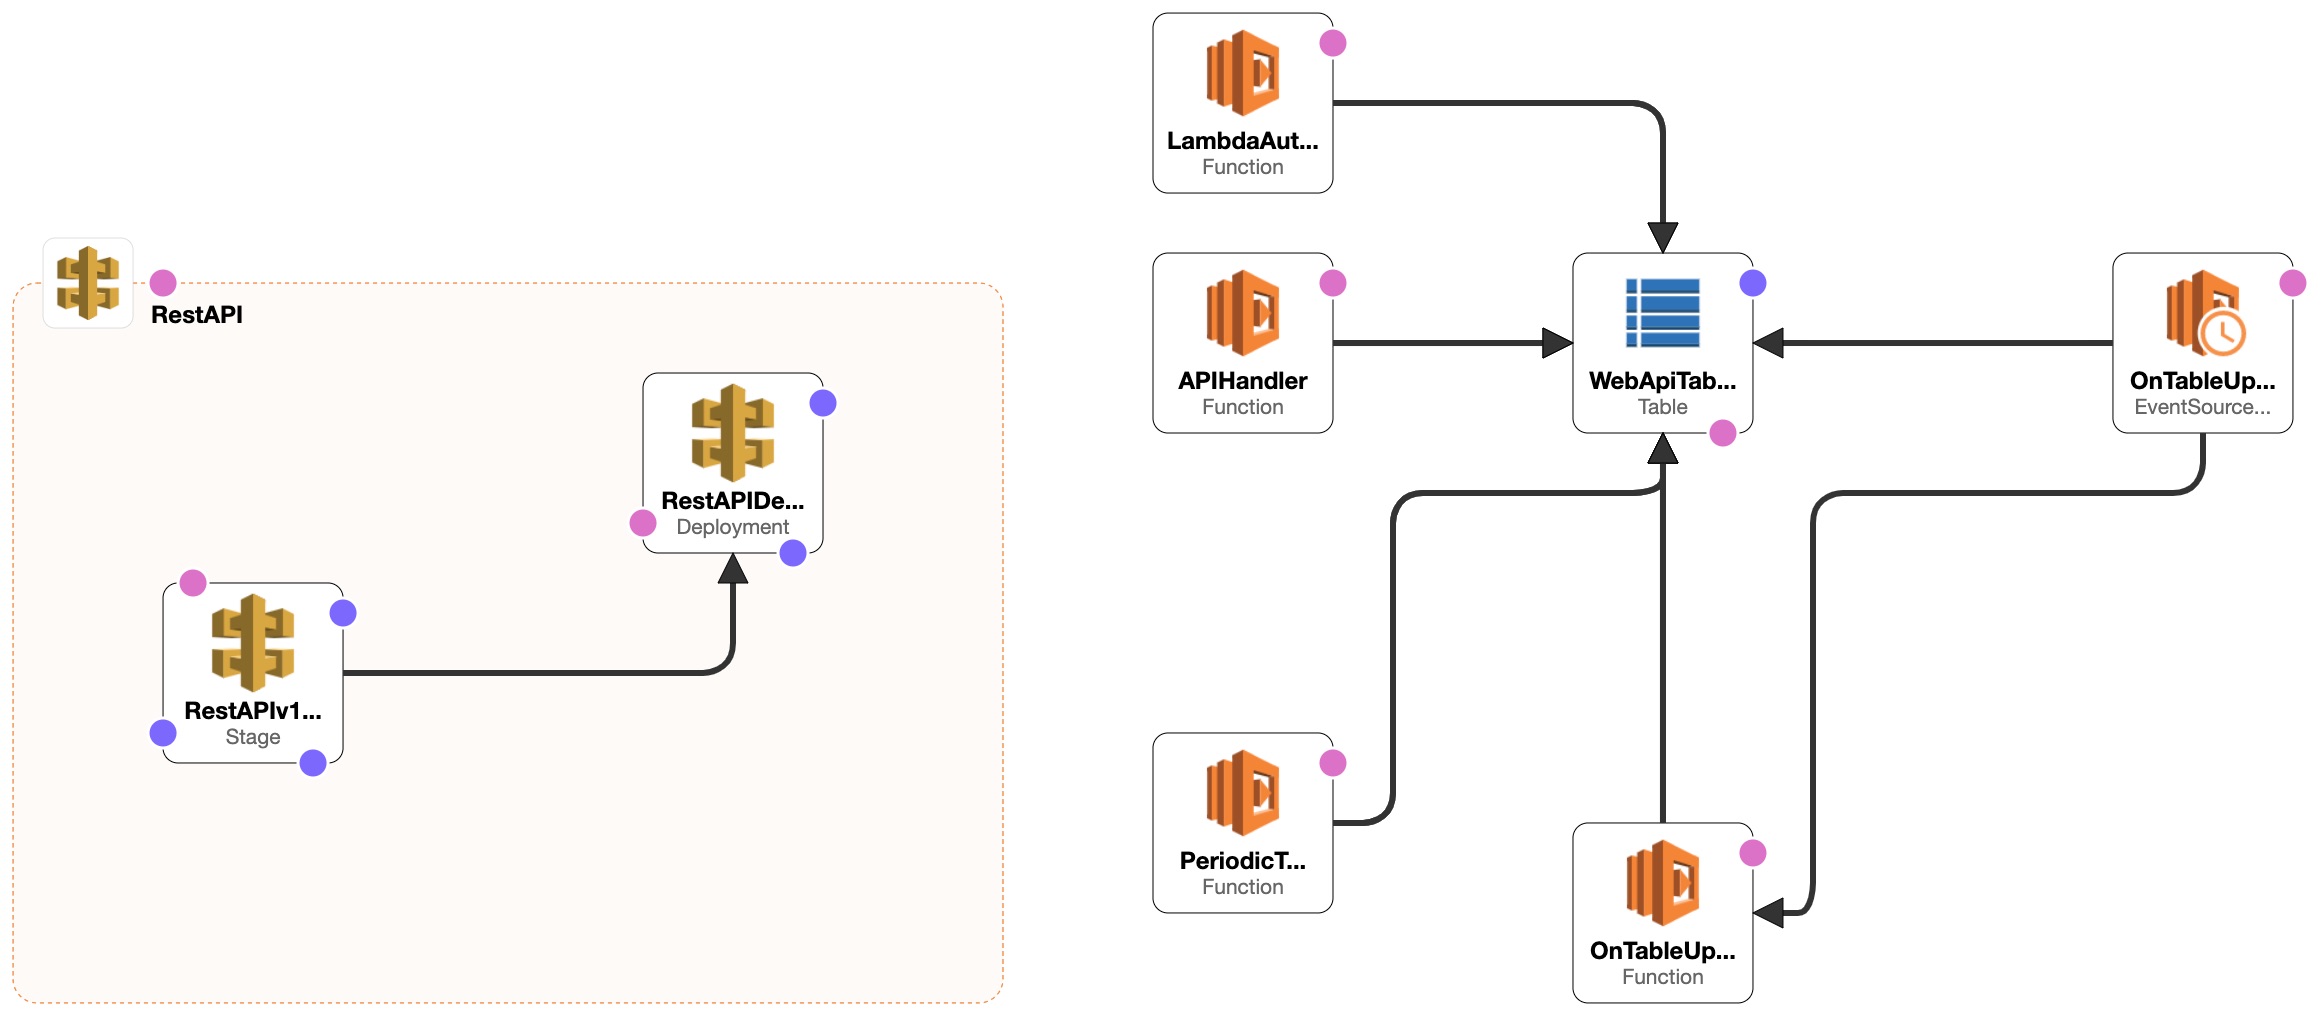 LambdaAut...
Function
RestAPI
APIHandler
Function
WebApiTab...
Table
OnTableUp...
EventSource...
RestAPIDe...
Deployment
RestAPIv1...
Stage
PeriodicT...
Function
OnTableUp...
Function